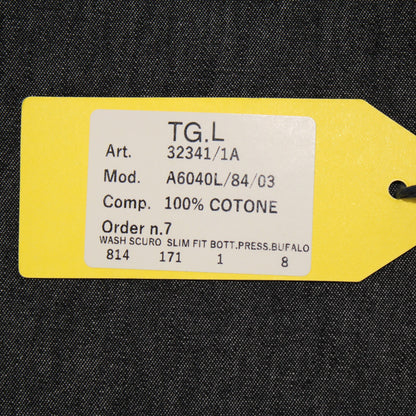 TG.L
Art. 32341/1A
Mod. A6040L/84/03
Comp. 100% COTONE
Order n.7
WASH SCURO SLIM FIT BOTT.PRESS.BUFALO
814 171 1 8